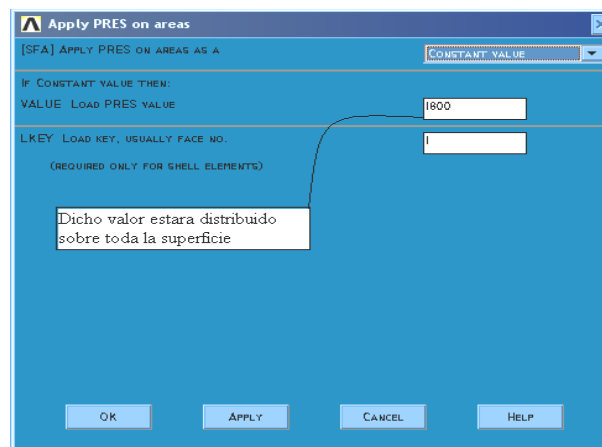 Apply PRES on areas
[SFA] Apply PRES on areas as a
Constant value
If Constant value then:
VALUE Load PRES value
1800
LKEY Load key, usually face no.
1
(required only for shell elements)
Dicho valor estara distribuido
sobre toda la superficie
OK
Apply
Cancel
Help